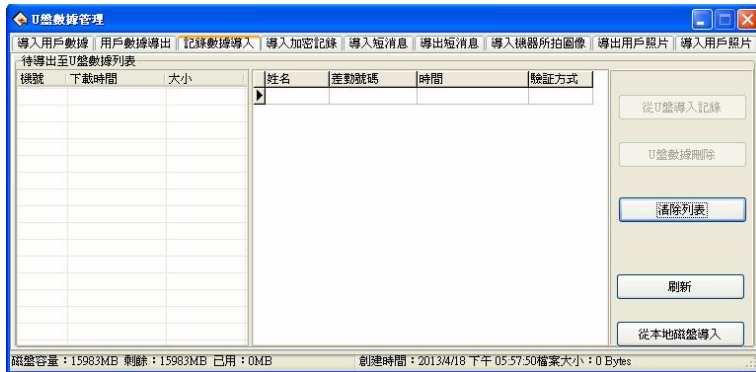 U盤數據管理
導入用戶數據 用戶數據導出 記錄數據導入 導入加密記錄 導入短消息 導出短消息 導入機器所拍圖像 導出用戶照片 導入用戶照片
待導出至U盤數據列表
機號 下載時間 大小 姓名 差勤號碼 時間 驗証方式
從U盤導入記錄
U盤數據刪除
清除列表
刷新
從本地磁盤導入
磁盤容量：15983MB 剩餘：15983MB 已用：0MB 創建時間：2013/4/18 下午 05:57:50檔案大小：0 Bytes